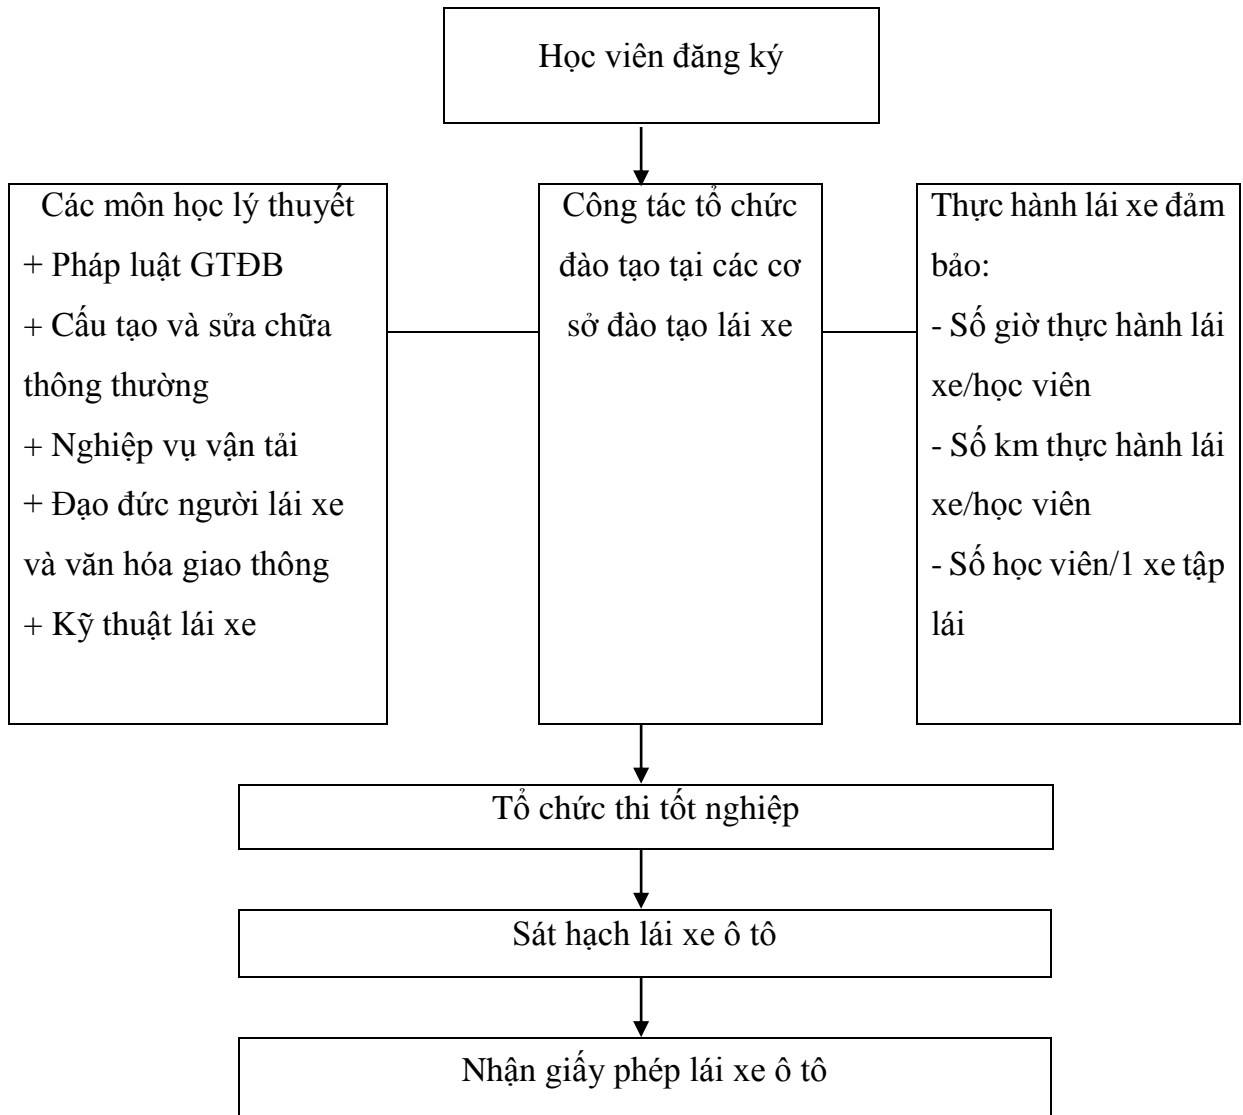 Học viên đăng ký
Các môn học lý thuyết
+ Pháp luật GTĐB
+ Cấu tạo và sửa chữa
thông thường
+ Nghiệp vụ vận tải
+ Đạo đức người lái xe
và văn hóa giao thông
+ Kỹ thuật lái xe
Công tác tổ chức
đào tạo tại các cơ
sở đào tạo lái xe
Thực hành lái xe đảm
bảo:
- Số giờ thực hành lái
xe/học viên
- Số km thực hành lái
xe/học viên
- Số học viên/1 xe tập
lái
Tổ chức thi tốt nghiệp
Sát hạch lái xe ô tô
Nhận giấy phép lái xe ô tô